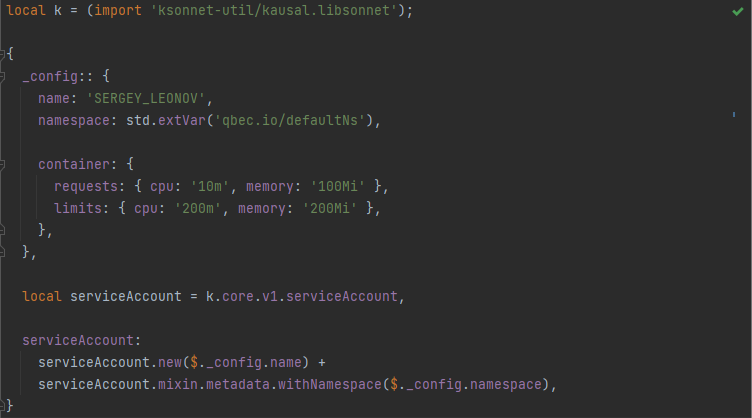 local k = (import 'ksonnet-util/kausal.libsonnet');
{
_config:: {
name: 'SERGEY_LEONOV',
namespace: std.extVar('qbec.io/defaultNs'),
container: {
requests: { cpu: '10m', memory: '100Mi' },
limits: { cpu: '200m', memory: '200Mi' },
},
},
local serviceAccount = k.core.v1.serviceAccount,
serviceAccount:
serviceAccount.new($._config.name) +
serviceAccount.mixin.metadata.withNamespace($._config.namespace),
}